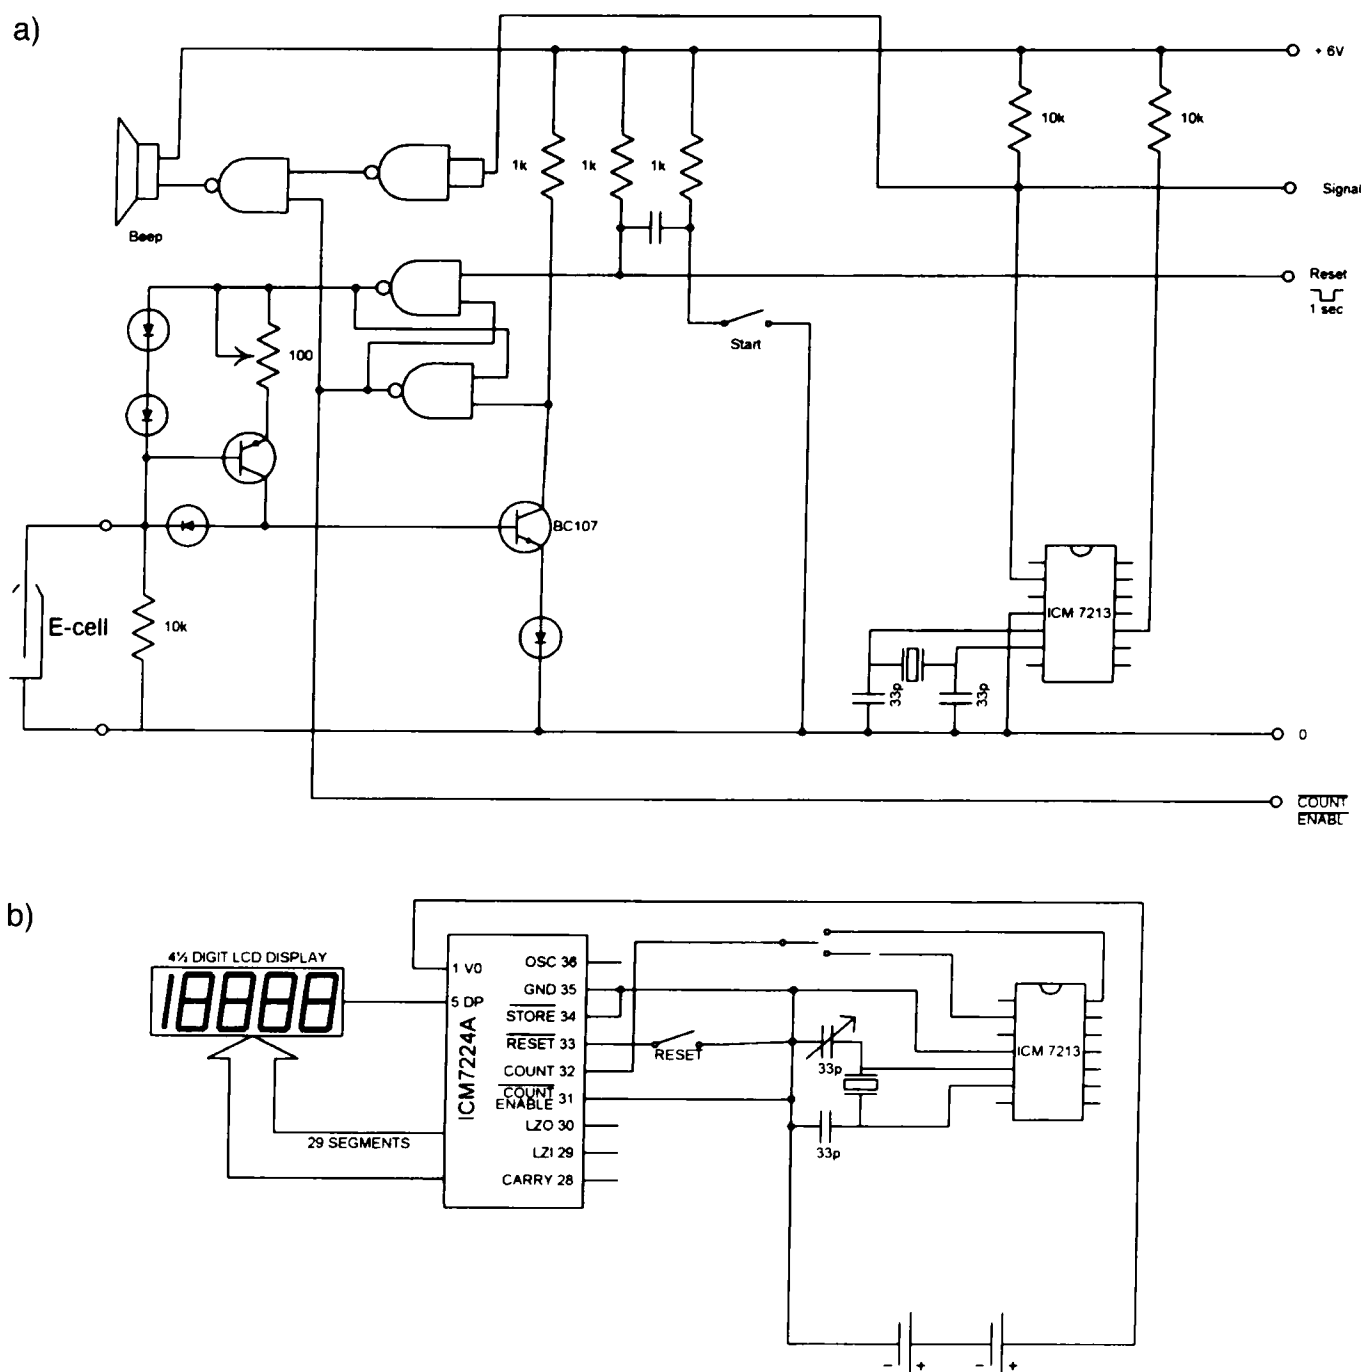 a)
+ 6V
10k
10k
1k
1k
1k
Signal
Beep
Reset
1 sec
Start
100
BC107
ICM 7213
E-cell
10k
33p
33p
0
COUNT
ENABL
b)
4½ DIGIT LCD DISPLAY
18888
1 V0
5 DP
ICM7224A
OSC 36
GND 35
STORE 34
RESET 33
COUNT 32
COUNT
ENABLE 31
LZO 30
LZI 29
CARRY 28
29 SEGMENTS
RESET
33p
33p
ICM 7213
- + - +